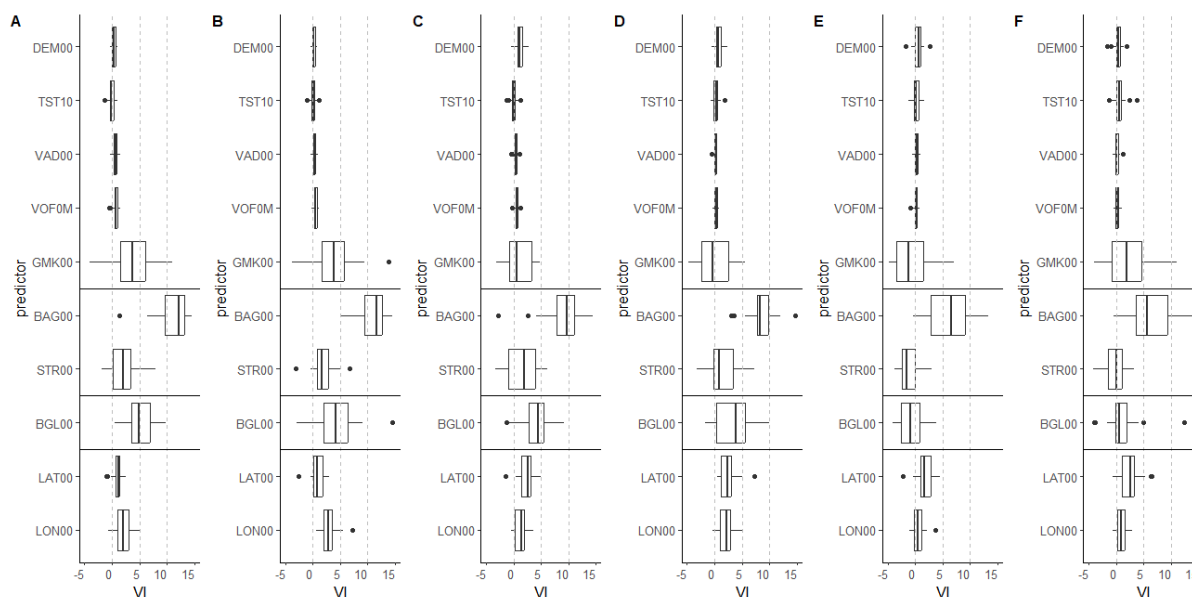 A
B
C
D
E
F
predictor
DEM00
TST10
VAD00
VOF0M
GMK00
BAG00
STR00
BGL00
LAT00
LON00
-5 0 5 10 15
VI
predictor
DEM00
TST10
VAD00
VOF0M
GMK00
BAG00
STR00
BGL00
LAT00
LON00
-5 0 5 10 15
VI
predictor
DEM00
TST10
VAD00
VOF0M
GMK00
BAG00
STR00
BGL00
LAT00
LON00
-5 0 5 10 15
VI
predictor
DEM00
TST10
VAD00
VOF0M
GMK00
BAG00
STR00
BGL00
LAT00
LON00
-5 0 5 10 15
VI
predictor
DEM00
TST10
VAD00
VOF0M
GMK00
BAG00
STR00
BGL00
LAT00
LON00
-5 0 5 10 15
VI
predictor
DEM00
TST10
VAD00
VOF0M
GMK00
BAG00
STR00
BGL00
LAT00
LON00
-5 0 5 10
VI